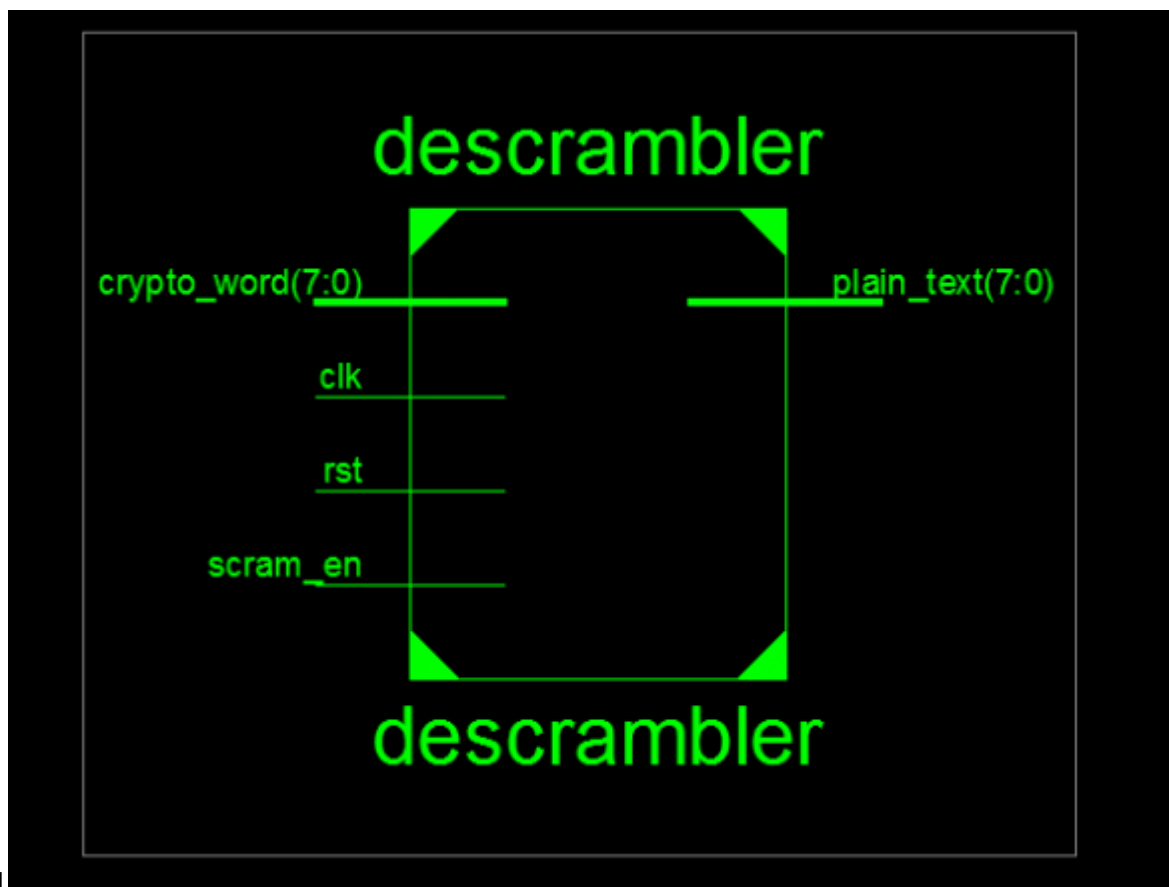 descrambler
crypto_word(7:0)
plain_text(7:0)
clk
rst
scram_en
descrambler